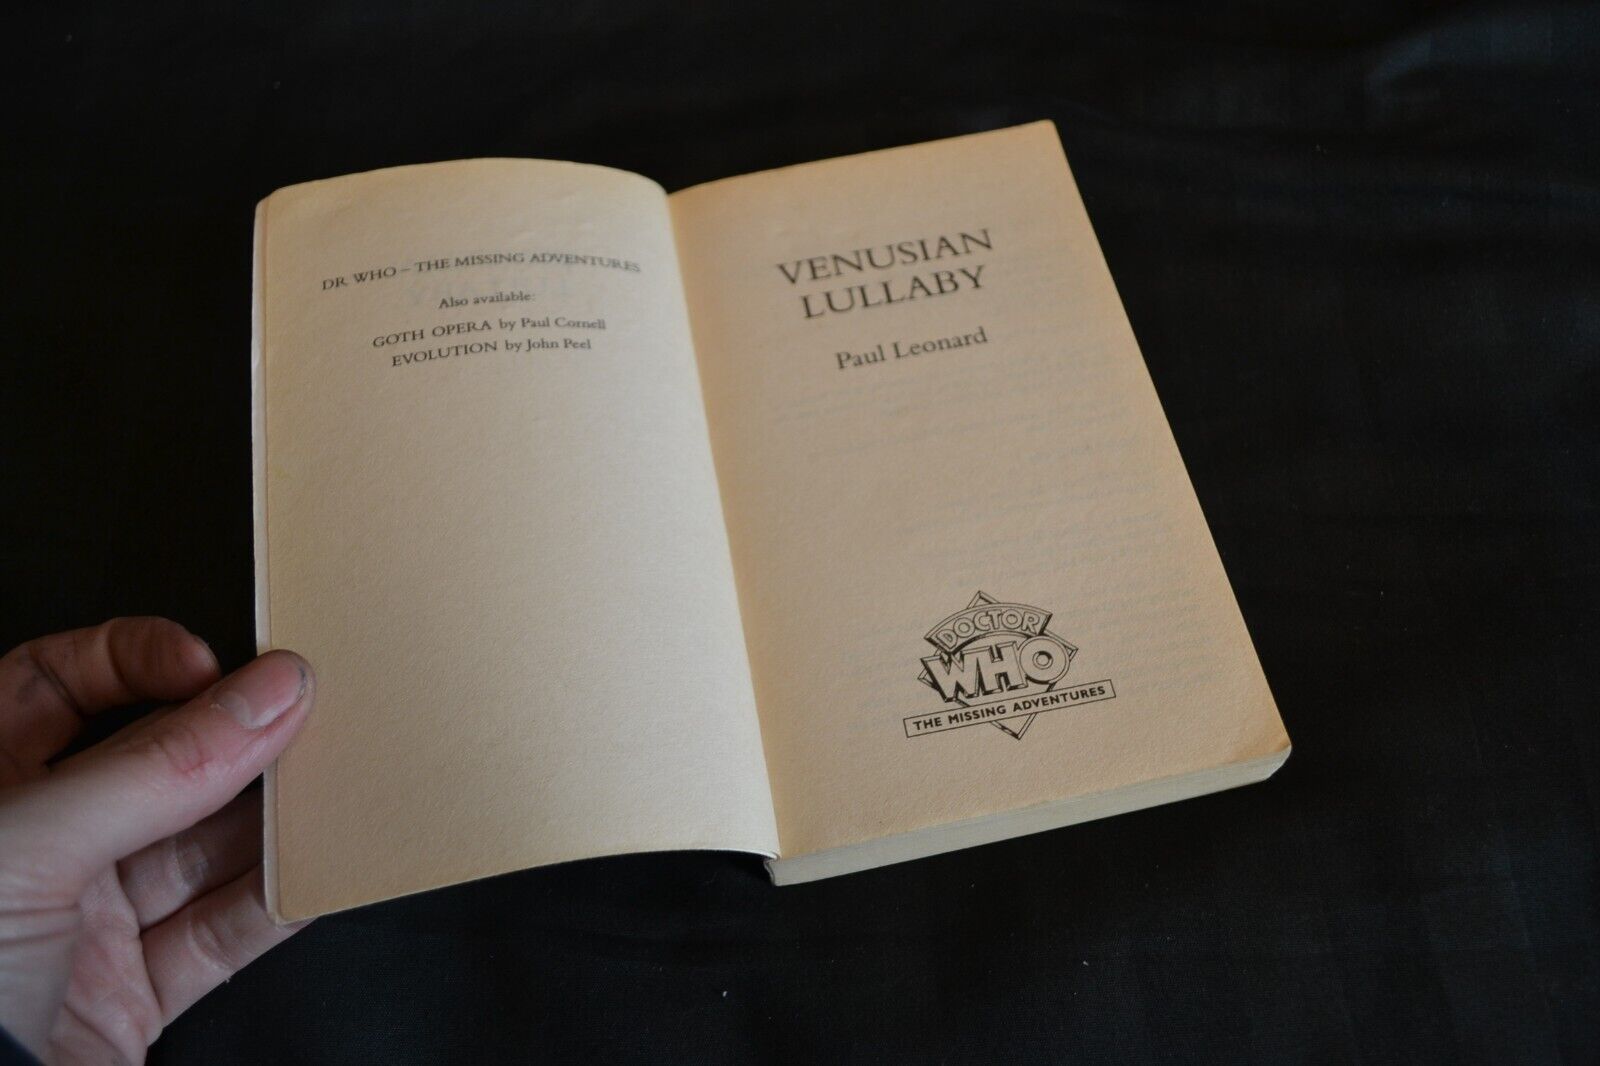 DR WHO – THE MISSING ADVENTURES
Also available:
GOTH OPERA by Paul Cornell
EVOLUTION by John Peel
VENUSIAN
LULLABY
Paul Leonard
DOCTOR
WHO
THE MISSING ADVENTURES